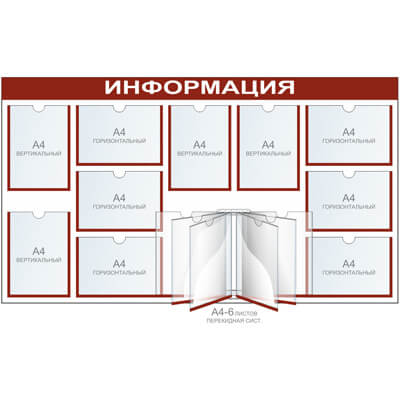 ИНФОРМАЦИЯ
А4
ВЕРТИКАЛЬНЫЙ
А4
ГОРИЗОНТАЛЬНЫЙ
А4
ВЕРТИКАЛЬНЫЙ
А4
ВЕРТИКАЛЬНЫЙ
А4
ГОРИЗОНТАЛЬНЫЙ
А4
ГОРИЗОНТАЛЬНЫЙ
А4
ГОРИЗОНТАЛЬНЫЙ
А4
ВЕРТИКАЛЬНЫЙ
А4
ГОРИЗОНТАЛЬНЫЙ
А4
ГОРИЗОНТАЛЬНЫЙ
А4-6 ЛИСТОВ
ПЕРЕКИДНАЯ СИСТ.